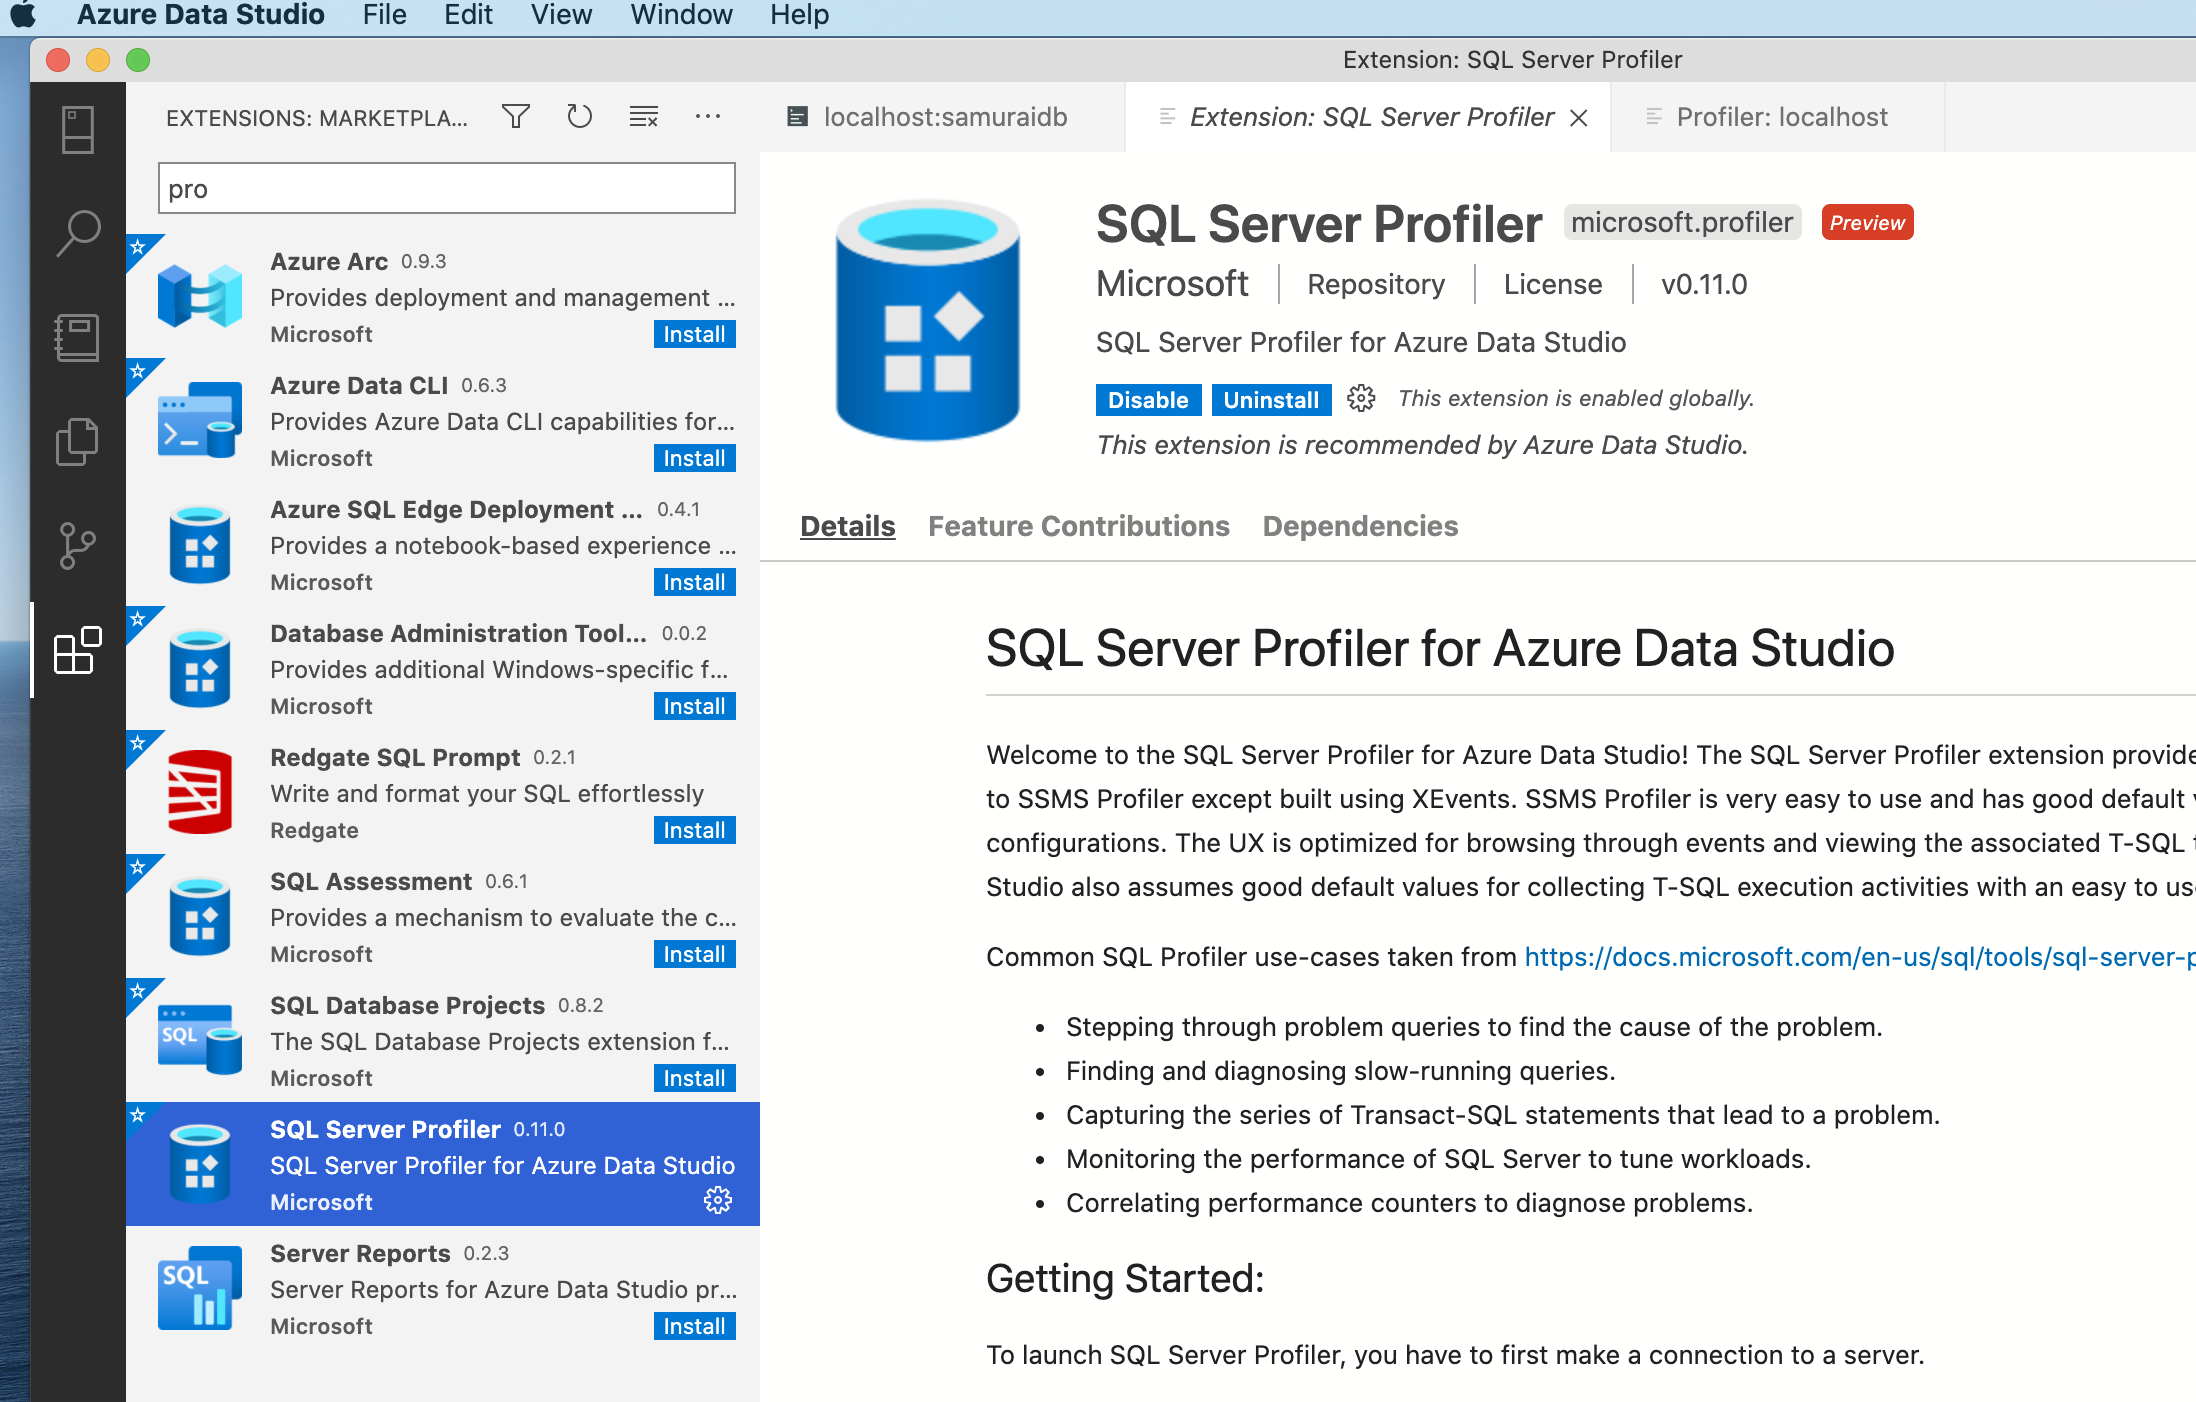 Azure Data Studio File Edit View Window Help
Extension: SQL Server Profiler
EXTENSIONS: MARKETPLA...
localhost:samuraidb
Extension: SQL Server Profiler
Profiler: localhost
pro
Azure Arc 0.9.3
Provides deployment and management ...
Microsoft Install
Azure Data CLI 0.6.3
Provides Azure Data CLI capabilities for...
Microsoft Install
Azure SQL Edge Deployment ... 0.4.1
Provides a notebook-based experience ...
Microsoft Install
Database Administration Tool... 0.0.2
Provides additional Windows-specific f...
Microsoft Install
Redgate SQL Prompt 0.2.1
Write and format your SQL effortlessly
Redgate Install
SQL Assessment 0.6.1
Provides a mechanism to evaluate the c...
Microsoft Install
SQL
SQL Database Projects 0.8.2
The SQL Database Projects extension f...
Microsoft Install
SQL Server Profiler 0.11.0
SQL Server Profiler for Azure Data Studio
Microsoft
SQL
Server Reports 0.2.3
Server Reports for Azure Data Studio pr...
Microsoft Install
SQL Server Profiler microsoft.profiler Preview
Microsoft Repository License v0.11.0
SQL Server Profiler for Azure Data Studio
Disable Uninstall This extension is enabled globally.
This extension is recommended by Azure Data Studio.
Details Feature Contributions Dependencies
SQL Server Profiler for Azure Data Studio
Welcome to the SQL Server Profiler for Azure Data Studio! The SQL Server Profiler extension provide
to SSMS Profiler except built using XEvents. SSMS Profiler is very easy to use and has good default
configurations. The UX is optimized for browsing through events and viewing the associated T-SQL
Studio also assumes good default values for collecting T-SQL execution activities with an easy to us
Common SQL Profiler use-cases taken from https://docs.microsoft.com/en-us/sql/tools/sql-server-p
• Stepping through problem queries to find the cause of the problem.
• Finding and diagnosing slow-running queries.
• Capturing the series of Transact-SQL statements that lead to a problem.
• Monitoring the performance of SQL Server to tune workloads.
• Correlating performance counters to diagnose problems.
Getting Started:
To launch SQL Server Profiler, you have to first make a connection to a server.